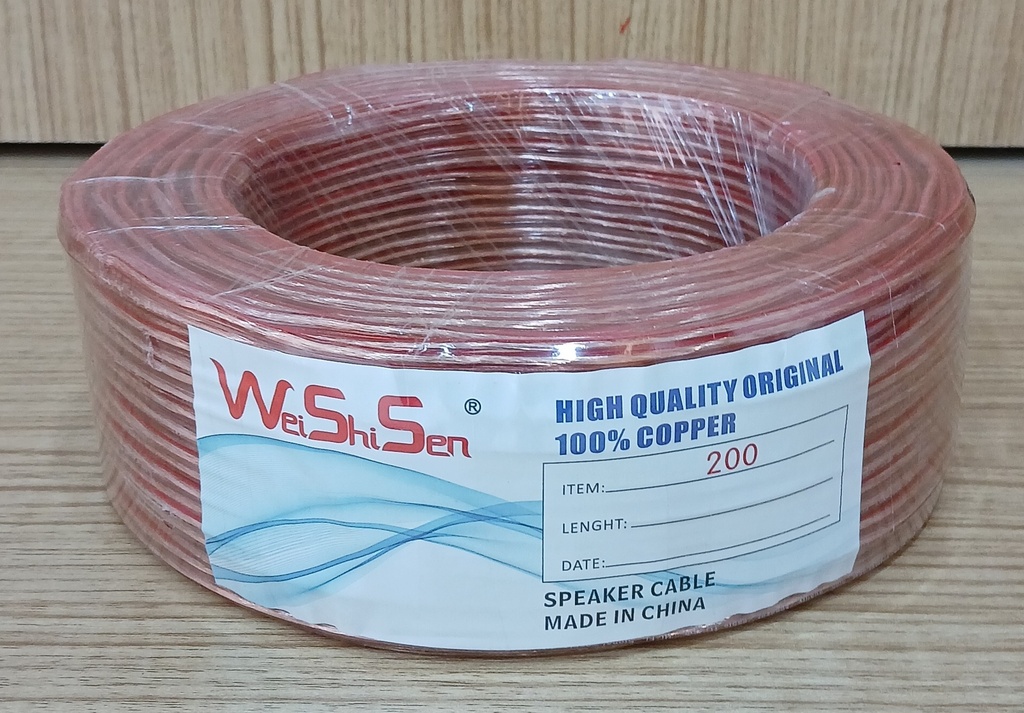 WeiShiSen ®
HIGH QUALITY ORIGINAL
100% COPPER
ITEM: 200
LENGHT:
DATE:
SPEAKER CABLE
MADE IN CHINA